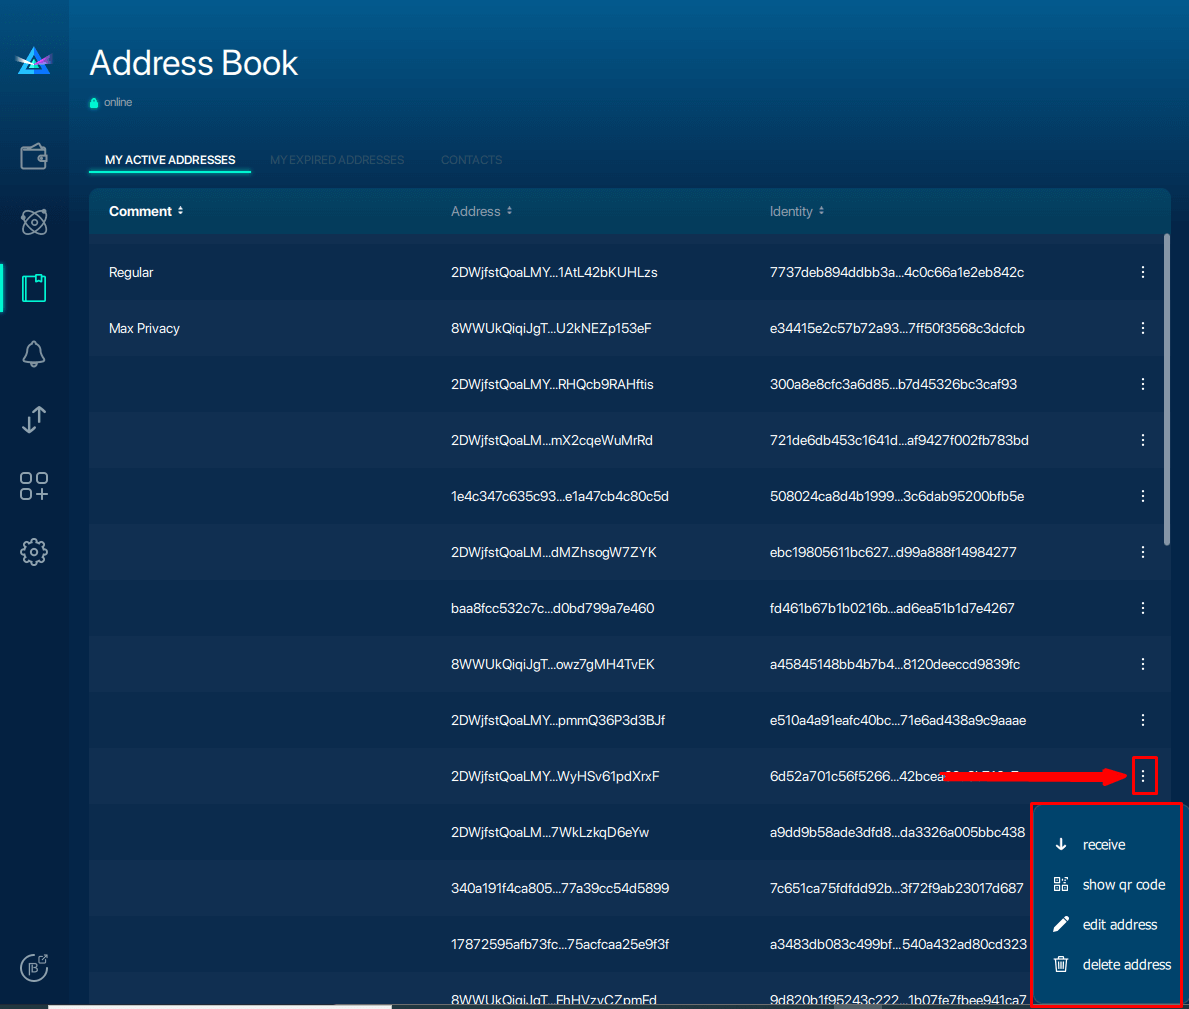 Address Book
online
MY ACTIVE ADDRESSES MY EXPIRED ADDRESSES CONTACTS
Comment Address Identity
Regular 2DWjfstQoaLMY...1AtL42bKUHLzs 7737deb894ddbb3a...4c0c66a1e2eb842c
Max Privacy 8WWUkQiqiJgT...U2kNEZp153eF e34415e2c57b72a93...7ff50f3568c3dcfcb
2DWjfstQoaLMY...RHQcb9RAHftis 300a8e8cfc3a6d85...b7d45326bc3caf93
2DWjfstQoaLM...mX2cqeWuMrRd 721de6db453c1641d...af9427f002fb783bd
1e4c347c635c93...e1a47cb4c80c5d 508024ca8d4b1999...3c6dab95200bfb5e
2DWjfstQoaLM...dMZhsogW7ZYK ebc19805611bc627...d99a888f14984277
baa8fcc532c7c...d0bd799a7e460 fd461b67b1b0216b...ad6ea51b1d7e4267
8WWUkQiqiJgT...owz7gMH4TvEK a45845148bb4b7b4...8120deeccd9839fc
2DWjfstQoaLMY...pmmQ36P3d3BJf e510a4a91eafc40bc...71e6ad438a9c9aaae
2DWjfstQoaLMY...WyHSv61pdXrxF
2DWjfstQoaLM...7WkLzkqD6eYw a9dd9b58ade3dfd8...da3326a005bbc438
340a191f4ca805...77a39cc54d5899 7c651ca75fdfdd92b...3f72f9ab23017d687
17872595afb73fc...75acfcaa25e9f3f a3483db083c499bf...540a432ad80cd323
8WWUkQiqiJgT...FhHVzvCZpmFd 9d820b1f95243c222...1b07fe7fbee941ca7
receive
show qr code
edit address
delete address